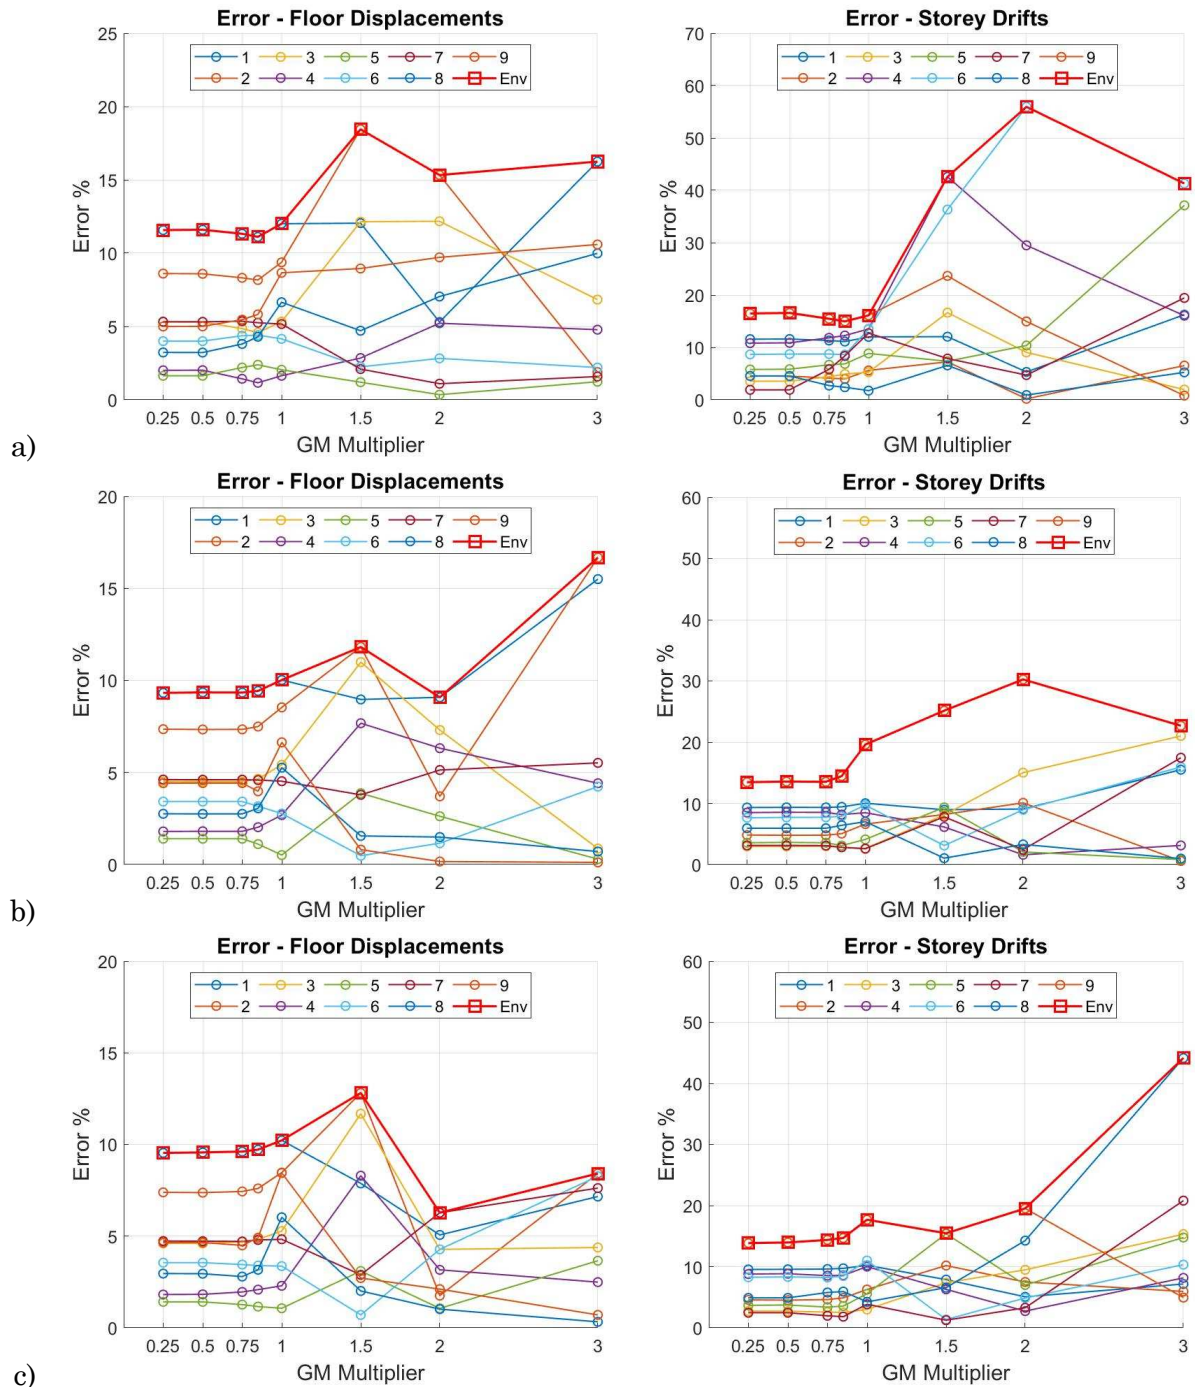 Error - Floor Displacements
25
20
15
10
5
0
Error %
1 3 5 7 9
2 4 6 8 Env
0.25 0.5 0.75 1 1.5 2 3
GM Multiplier
Error - Storey Drifts
70
60
50
40
30
20
10
0
Error %
1 3 5 7 9
2 4 6 8 Env
0.25 0.5 0.75 1 1.5 2 3
GM Multiplier
a)
Error - Floor Displacements
20
15
10
5
0
Error %
1 3 5 7 9
2 4 6 8 Env
0.25 0.5 0.75 1 1.5 2 3
GM Multiplier
Error - Storey Drifts
60
50
40
30
20
10
0
Error %
1 3 5 7 9
2 4 6 8 Env
0.25 0.5 0.75 1 1.5 2 3
GM Multiplier
b)
Error - Floor Displacements
20
15
10
5
0
Error %
1 3 5 7 9
2 4 6 8 Env
0.25 0.5 0.75 1 1.5 2 3
GM Multiplier
Error - Storey Drifts
60
50
40
30
20
10
0
Error %
1 3 5 7 9
2 4 6 8 Env
0.25 0.5 0.75 1 1.5 2 3
GM Multiplier
c)